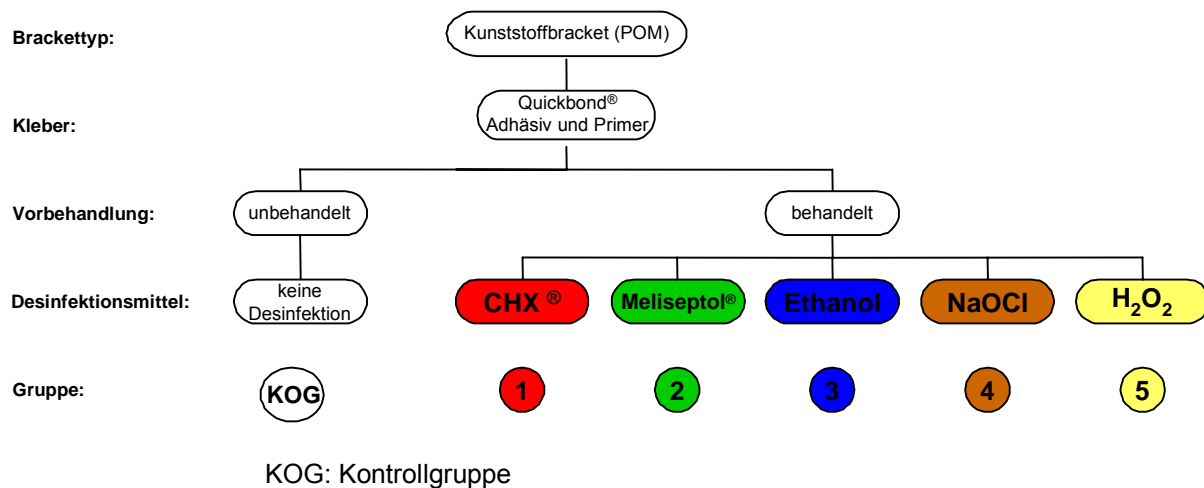 Brackettyp:
Kunststoffbracket (POM)
Kleber:
Quickbond®
Adhäsiv und Primer
Vorbehandlung:
unbehandelt
behandelt
Desinfektionsmittel:
keine
Desinfektion
CHX ®
Meliseptol®
Ethanol
NaOCl
H₂O₂
Gruppe:
KOG
1
2
3
4
5
KOG: Kontrollgruppe